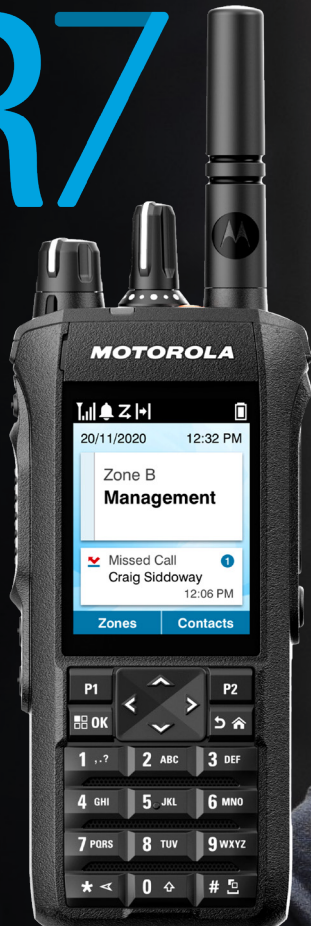 R7
MOTOROLA
20/11/2020 12:32 PM
Zone B
Management
Missed Call 1
Craig Siddoway
12:06 PM
Zones Contacts
P1 P2
OK
1 ,.? 2 ABC 3 DEF
4 GHI 5 JKL 6 MNO
7 PQRS 8 TUV 9 WXYZ
* 0 #